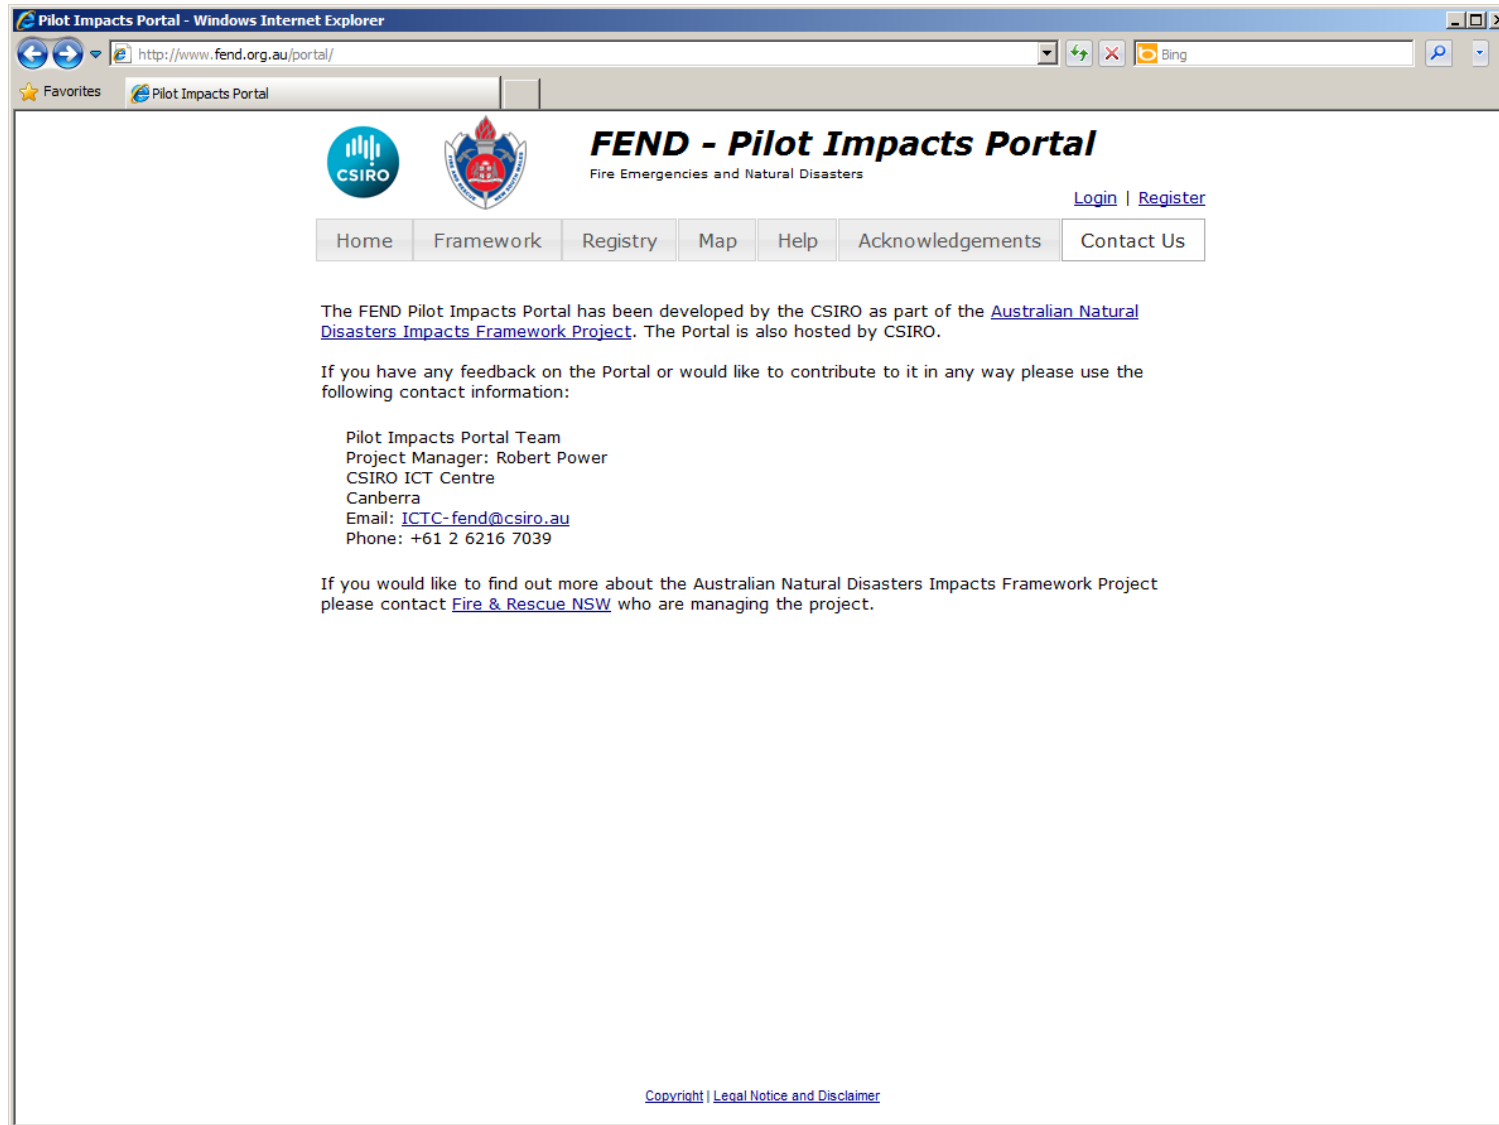 Pilot Impacts Portal - Windows Internet Explorer
http://www.fend.org.au/portal/
Bing
Favorites
Pilot Impacts Portal
CSIRO
FIRE AND RESCUE NEW SOUTH WALES
FEND - Pilot Impacts Portal
Fire Emergencies and Natural Disasters
Login | Register
Home Framework Registry Map Help Acknowledgements Contact Us
The FEND Pilot Impacts Portal has been developed by the CSIRO as part of the Australian Natural
Disasters Impacts Framework Project. The Portal is also hosted by CSIRO.
If you have any feedback on the Portal or would like to contribute to it in any way please use the
following contact information:
Pilot Impacts Portal Team
Project Manager: Robert Power
CSIRO ICT Centre
Canberra
Email: ICTC-fend@csiro.au
Phone: +61 2 6216 7039
If you would like to find out more about the Australian Natural Disasters Impacts Framework Project
please contact Fire & Rescue NSW who are managing the project.
Copyright | Legal Notice and Disclaimer